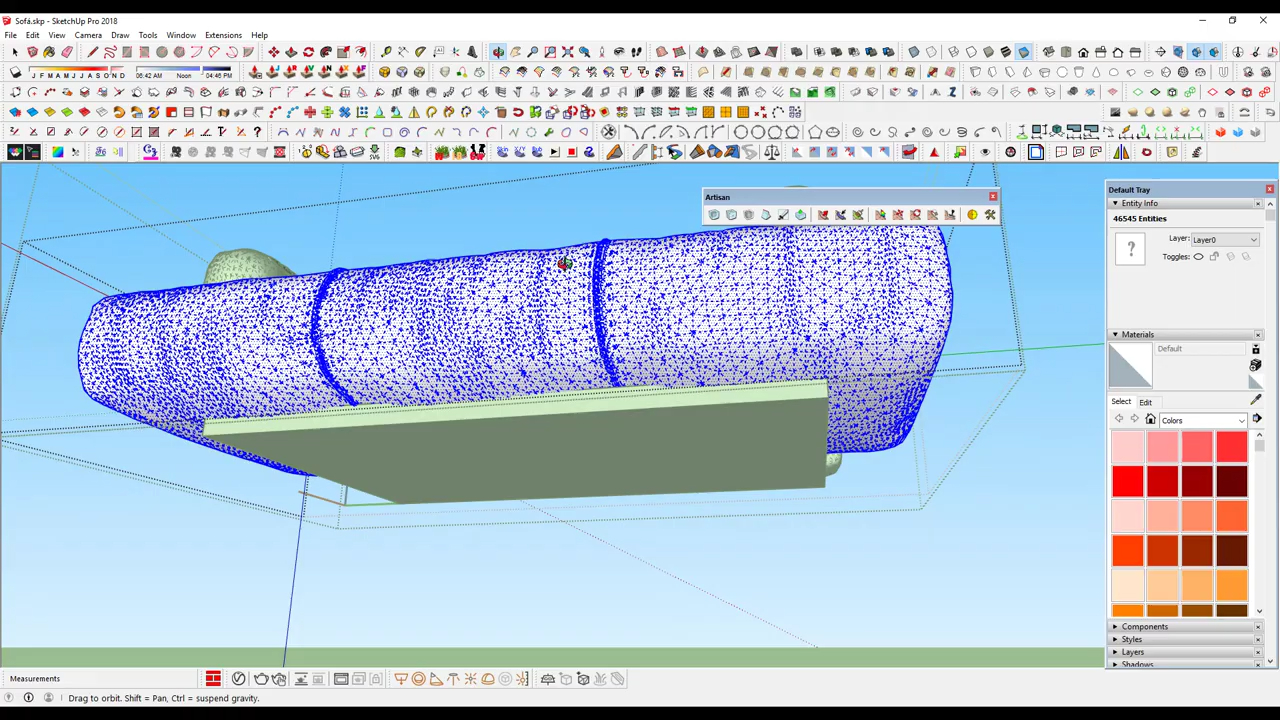 Sofá.skp - SketchUp Pro 2018
File Edit View Camera Draw Tools Window Extensions Help
J F M A M J J A S O N D
06:42 AM Noon 04:46 PM
Artisan
Default Tray
Entity Info
46545 Entities
Layer: Layer0
Toggles:
Materials
Default
Select Edit
Colors
Components
Styles
Layers
Shadows
Measurements
Drag to orbit. Shift = Pan, Ctrl = suspend gravity.